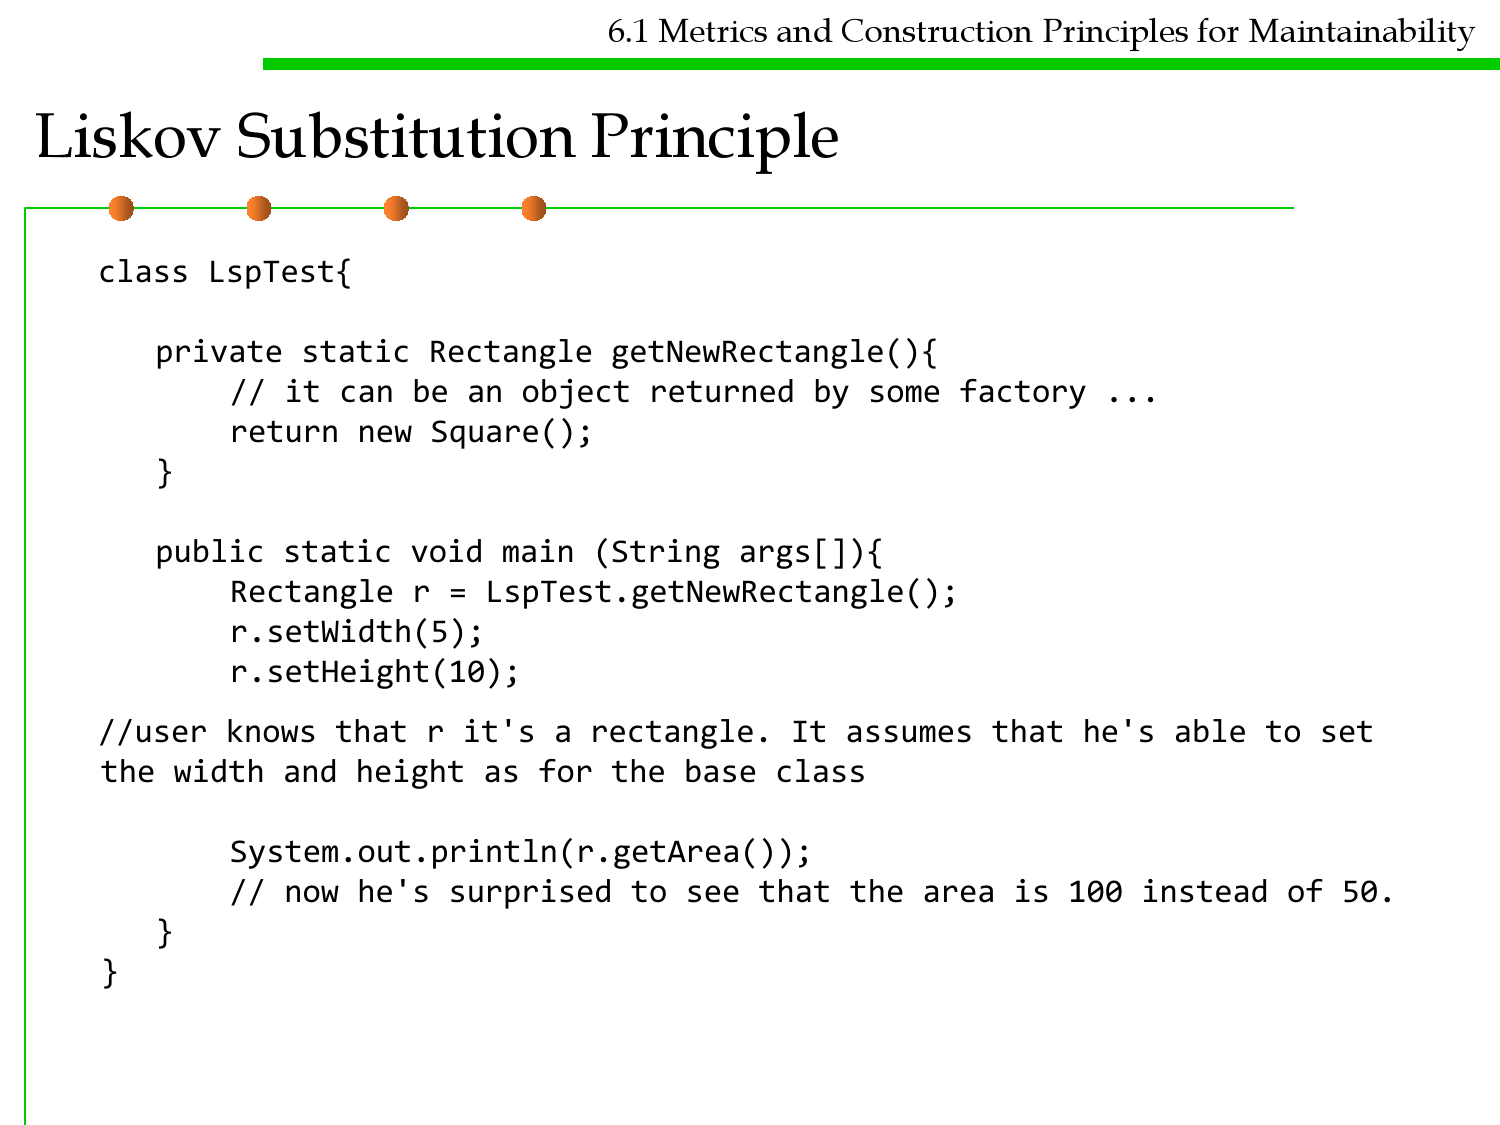 6.1 Metrics and Construction Principles for Maintainability
Liskov Substitution Principle
class LspTest{
private static Rectangle getNewRectangle(){
// it can be an object returned by some factory ...
return new Square();
}
public static void main (String args[]){
Rectangle r = LspTest.getNewRectangle();
r.setWidth(5);
r.setHeight(10);
//user knows that r it's a rectangle. It assumes that he's able to set
the width and height as for the base class
System.out.println(r.getArea());
// now he's surprised to see that the area is 100 instead of 50.
}
}